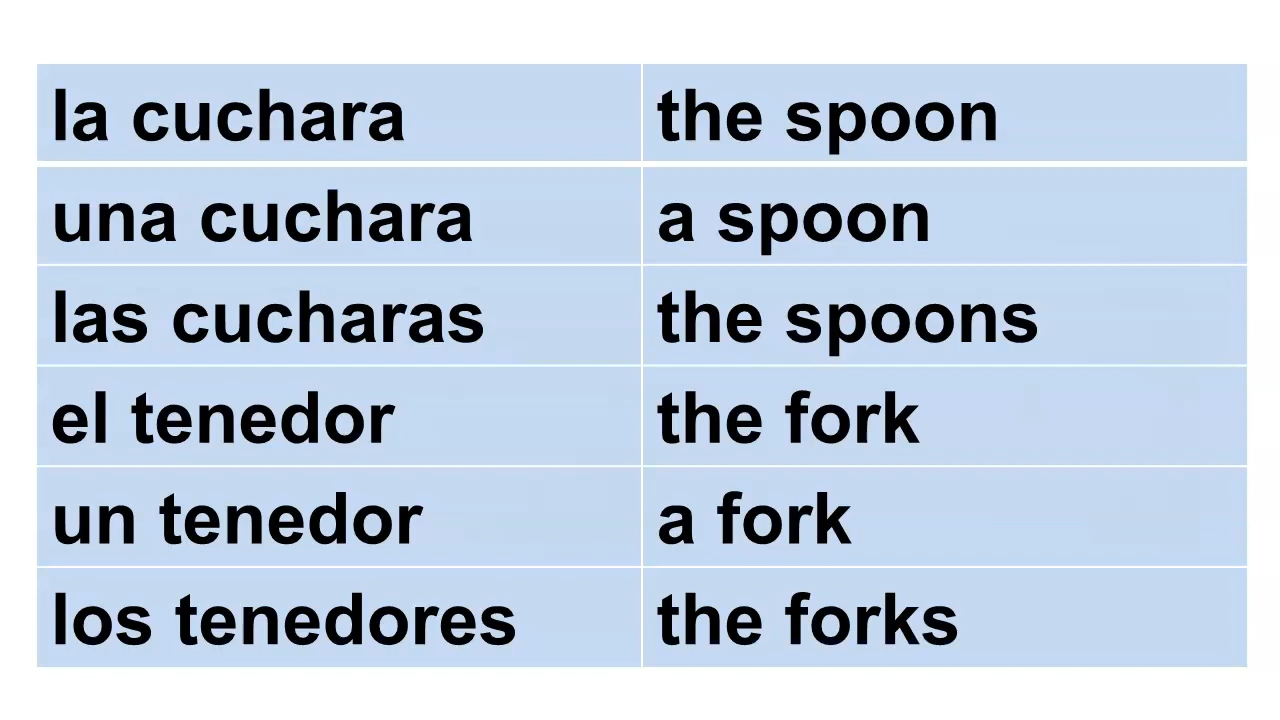 la cuchara the spoon
una cuchara a spoon
las cucharas the spoons
el tenedor the fork
un tenedor a fork
los tenedores the forks